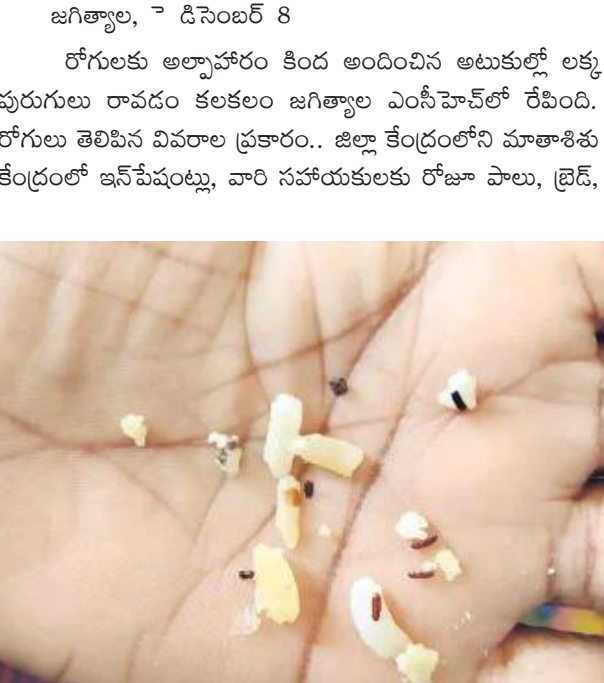 జగిత్యాల, డిసెంబర్ 8
రోగులకు అల్పాహారం కింద అందించిన అటుకుల్లో లక్క
పురుగులు రావడం కలకలం జగిత్యాల ఎంసీహెచ్‌లో రేపింది.
రోగులు తెలిపిన వివరాల ప్రకారం.. జిల్లా కేంద్రంలోని మాతాశిశు
కేంద్రంలో ఇన్‌పేషంట్లు, వారి సహాయకులకు రోజూ పాలు, బ్రెడ్,